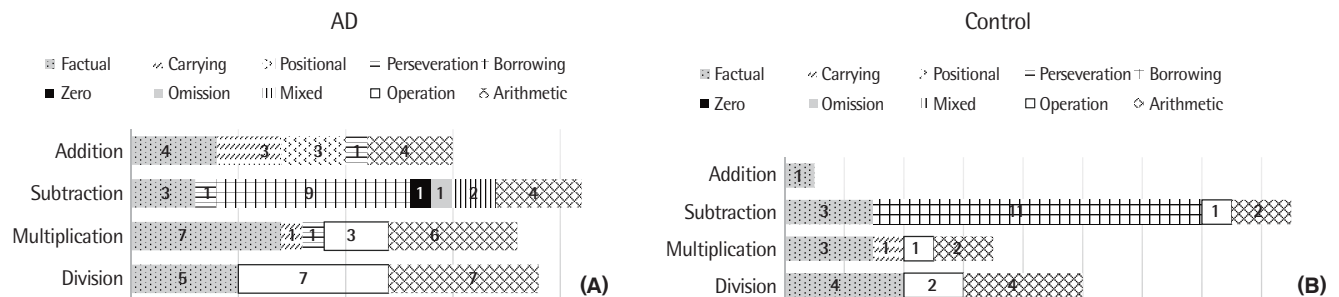 AD
Factual Carrying Positional Perseveration Borrowing
Zero Omission Mixed Operation Arithmetic
Addition 4 3 3 1 4
Subtraction 3 1 9 1 1 2 4
Multiplication 7 1 1 3 6
Division 5 7 7
(A)
Control
Factual Carrying Positional Perseveration Borrowing
Zero Omission Mixed Operation Arithmetic
Addition 1
Subtraction 3 11 1 2
Multiplication 3 1 1 2
Division 4 2 4
(B)